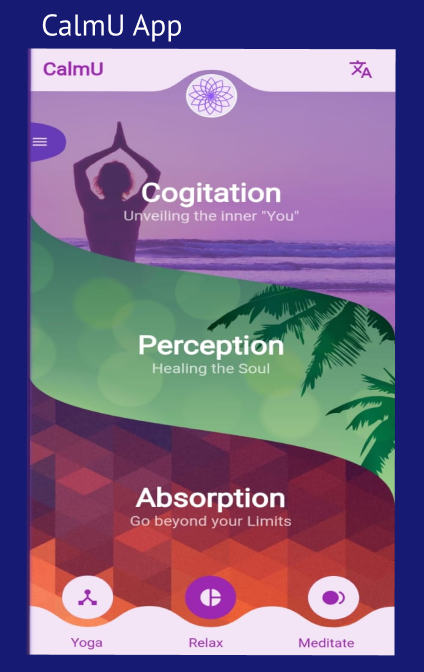 CalmU App
CalmU
Cogitation
Unveiling the inner "You"
Perception
Healing the Soul
Absorption
Go beyond your Limits
Yoga
Relax
Meditate